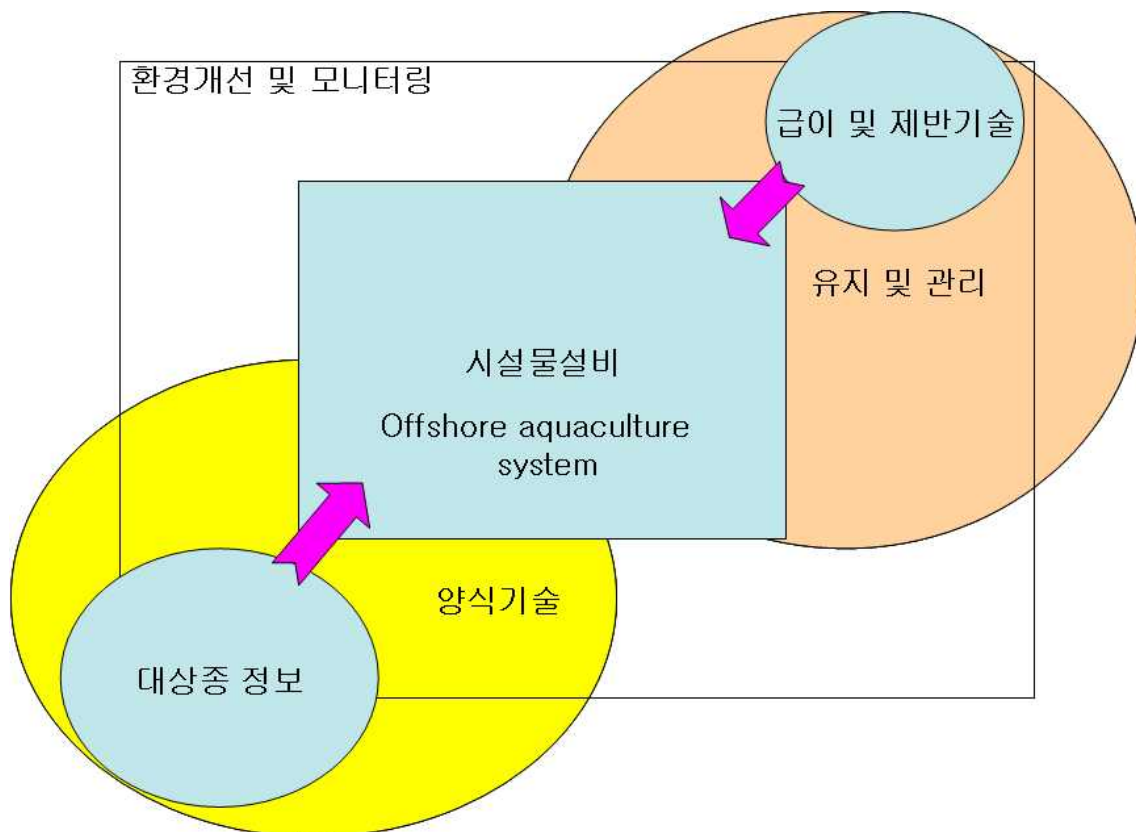 환경개선 및 모니터링
급이 및 제반기술
유지 및 관리
시설물설비
Offshore aquaculture
system
양식기술
대상종 정보